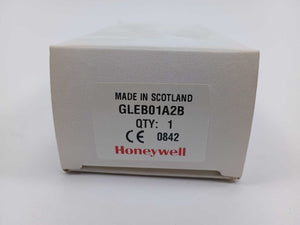 MADE IN SCOTLAND
GLEB01A2B
QTY: 1
CE 0842
Honeywell